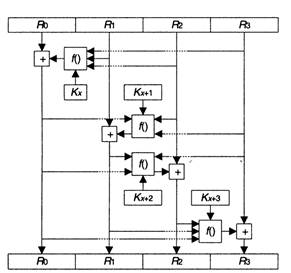 R0 R1 R2 R3
+ f()
Kx Kx+1
+ f()
f() +
Kx+2 Kx+3
f() +
R0 R1 R2 R3